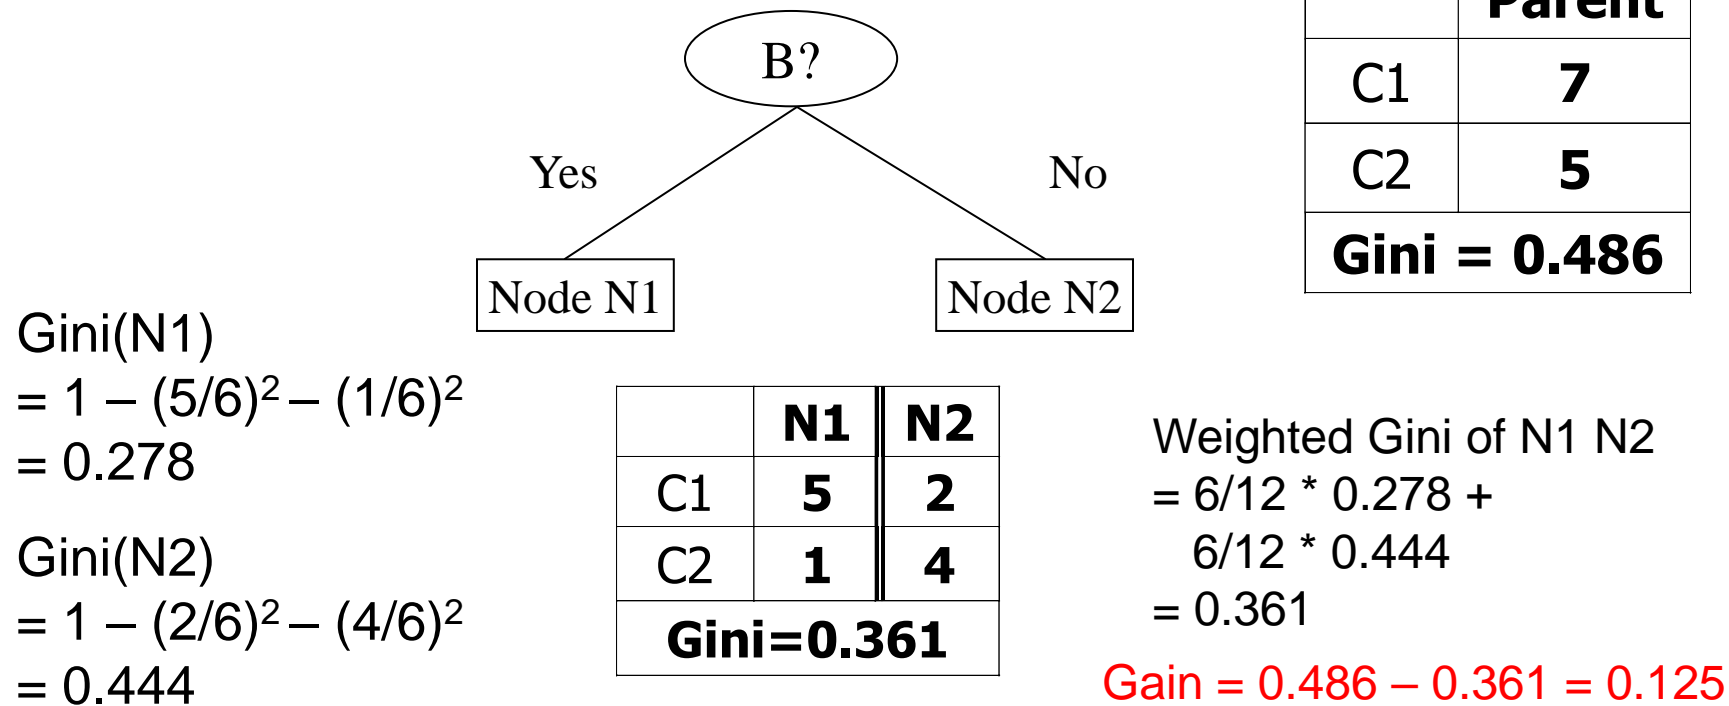 B?
Yes
No
Node N1
Node N2
Parent
C1 7
C2 5
Gini = 0.486
Gini(N1)
= 1 – (5/6)² – (1/6)²
= 0.278
Gini(N2)
= 1 – (2/6)² – (4/6)²
= 0.444
N1 N2
C1 5 2
C2 1 4
Gini=0.361
Weighted Gini of N1 N2
= 6/12 * 0.278 +
6/12 * 0.444
= 0.361
Gain = 0.486 – 0.361 = 0.125